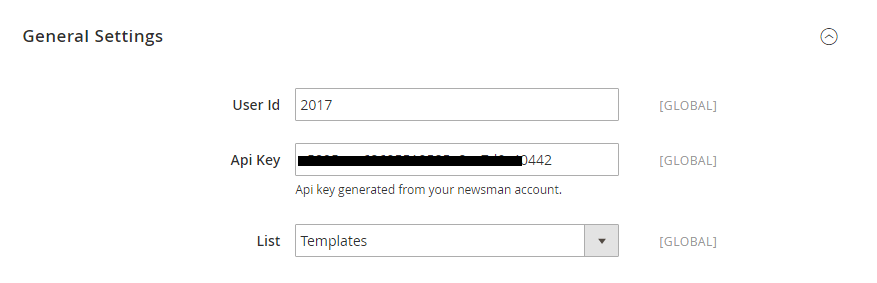 General Settings
User Id 2017 [GLOBAL]
Api Key 0442 [GLOBAL]
Api key generated from your newsman account.
List Templates [GLOBAL]